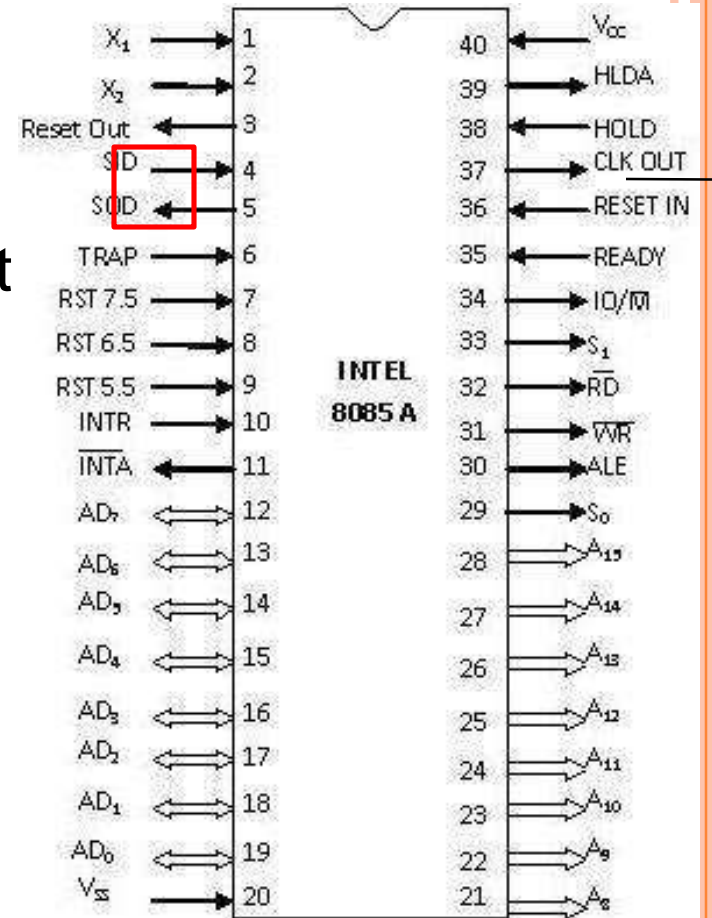 X₁ 1
X₂ 2
Reset Out 3
SID 4
SOD 5
t
TRAP 6
RST 7.5 7
RST 6.5 8
RST 5.5 9
INTR 10
I̅N̅T̅A̅ 11
AD₇ 12
AD₆ 13
AD₅ 14
AD₄ 15
AD₃ 16
AD₂ 17
AD₁ 18
AD₀ 19
Vss 20
INTEL
8085 A
40 Vcc
39 HLDA
38 HOLD
37 CLK OUT
36 RESET IN
35 READY
34 IO/M̅
33 S₁
32 R̅D̅
31 W̅R̅
30 ALE
29 S₀
28 A₁₅
27 A₁₄
26 A₁₃
25 A₁₂
24 A₁₁
23 A₁₀
22 A₉
21 A₈